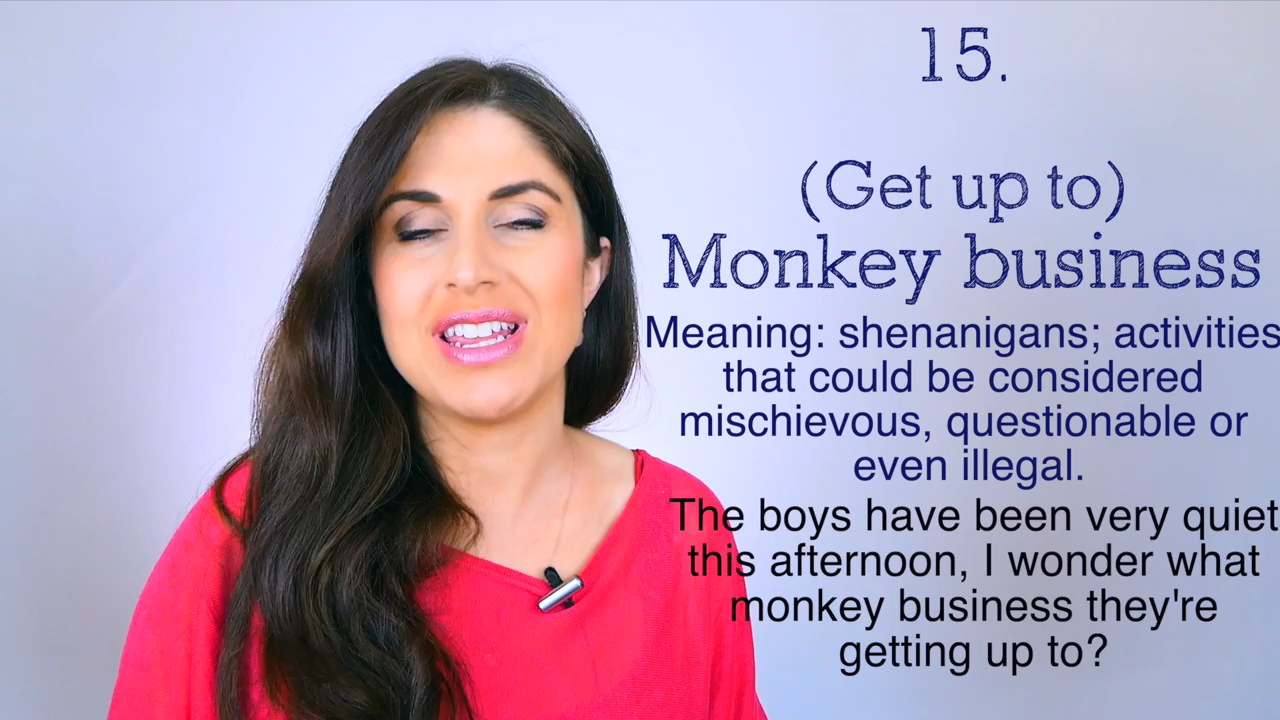 15.
(Get up to)
Monkey business
Meaning: shenanigans; activities
that could be considered
mischievous, questionable or
even illegal.
The boys have been very quiet
this afternoon, I wonder what
monkey business they're
getting up to?